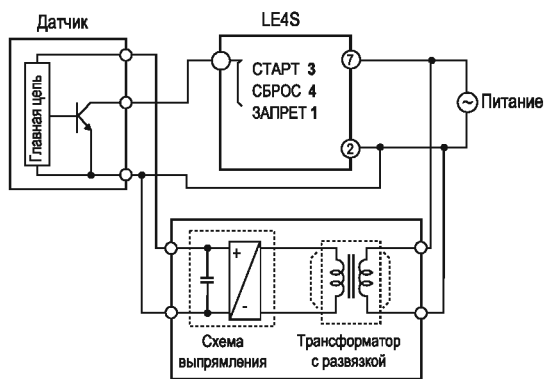 Датчик
LE4S
Главная цепь
СТАРТ 3
СБРОС 4
ЗАПРЕТ 1
7
2
Питание
+
-
Схема
выпрямления
Трансформатор
с развязкой